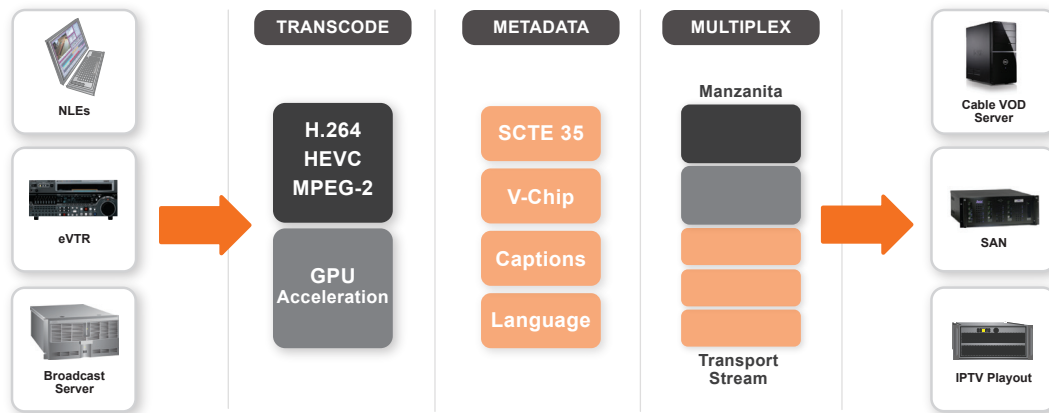 NLEs
eVTR
Broadcast
Server
TRANSCODE
H.264
HEVC
MPEG-2
GPU
Acceleration
METADATA
SCTE 35
V-Chip
Captions
Language
MULTIPLEX
Manzanita
Transport
Stream
Cable VOD
Server
SAN
IPTV Playout